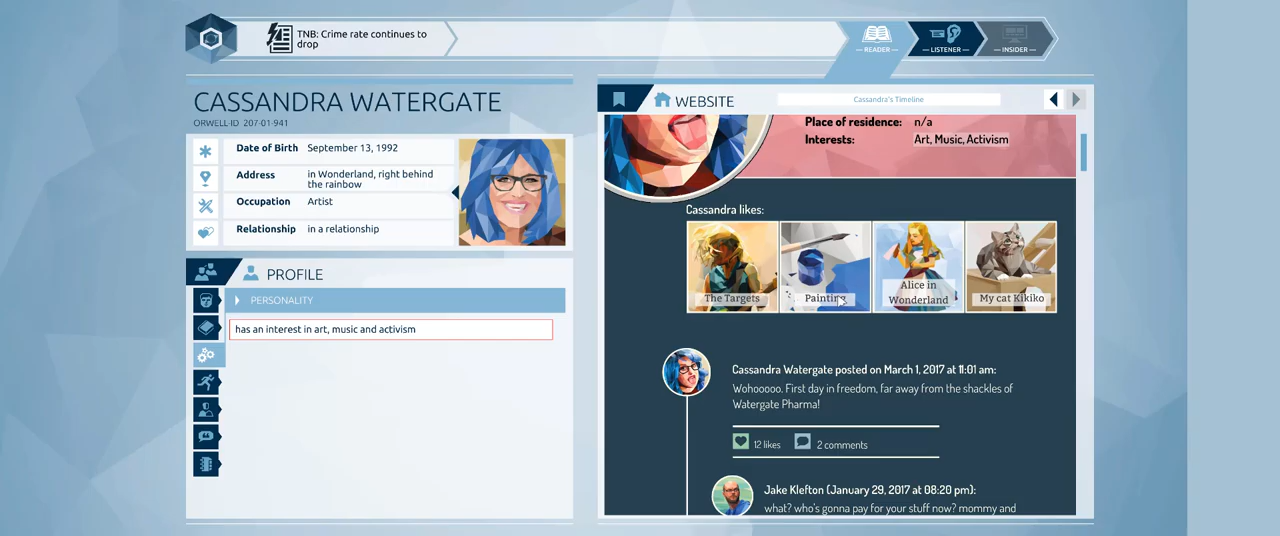 TNB: Crime rate continues to
drop
— READER —
— LISTENER —
— INSIDER —
CASSANDRA WATERGATE
ORWELL-ID 207-01-941
Date of Birth September 13, 1992
Address in Wonderland, right behind
the rainbow
Occupation Artist
Relationship in a relationship
PROFILE
PERSONALITY
has an interest in art, music and activism
WEBSITE
Cassandra's Timeline
Place of residence: n/a
Interests: Art, Music, Activism
Cassandra likes:
The Targets
Painting
Alice in
Wonderland
My cat Kikiko
Cassandra Watergate posted on March 1, 2017 at 11:01 am:
Wohooooo. First day in freedom, far away from the shackles of
Watergate Pharma!
12 likes 2 comments
Jake Klefton (January 29, 2017 at 08:20 pm):
what? who's gonna pay for your stuff now? mommy and